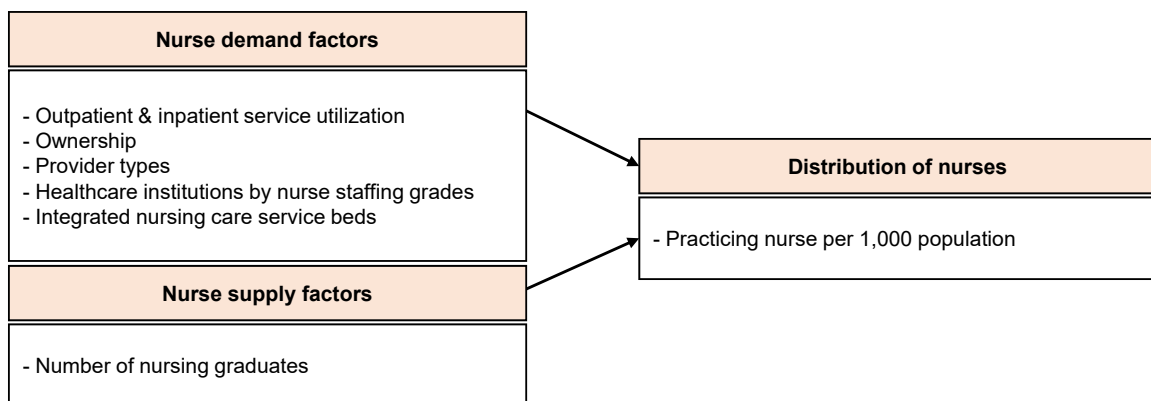 Nurse demand factors
- Outpatient & inpatient service utilization
- Ownership
- Provider types
- Healthcare institutions by nurse staffing grades
- Integrated nursing care service beds
Nurse supply factors
- Number of nursing graduates
Distribution of nurses
- Practicing nurse per 1,000 population